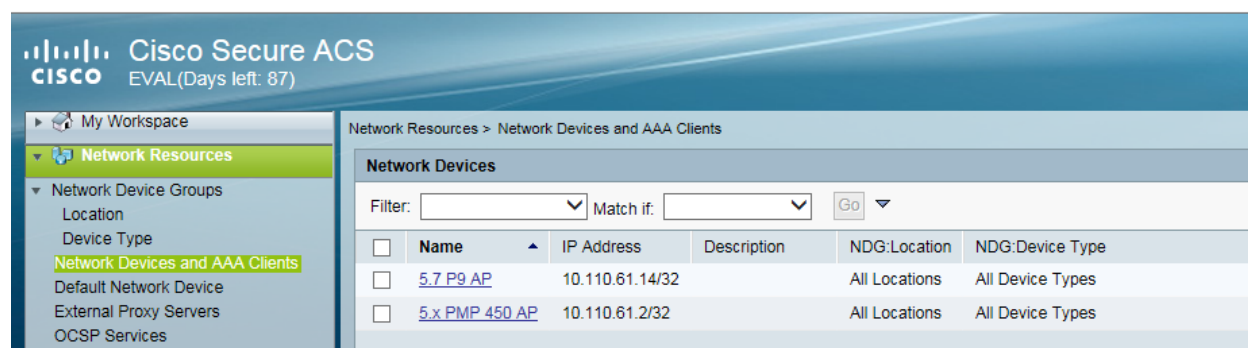 Cisco Secure ACS
CISCO
EVAL(Days left: 87)
My Workspace
Network Resources
Network Device Groups
Location
Device Type
Network Devices and AAA Clients
Default Network Device
External Proxy Servers
OCSP Services
Network Resources > Network Devices and AAA Clients
Network Devices
Filter: Match if: Go
Name IP Address Description NDG:Location NDG:Device Type
5.7 P9 AP 10.110.61.14/32 All Locations All Device Types
5.x PMP 450 AP 10.110.61.2/32 All Locations All Device Types